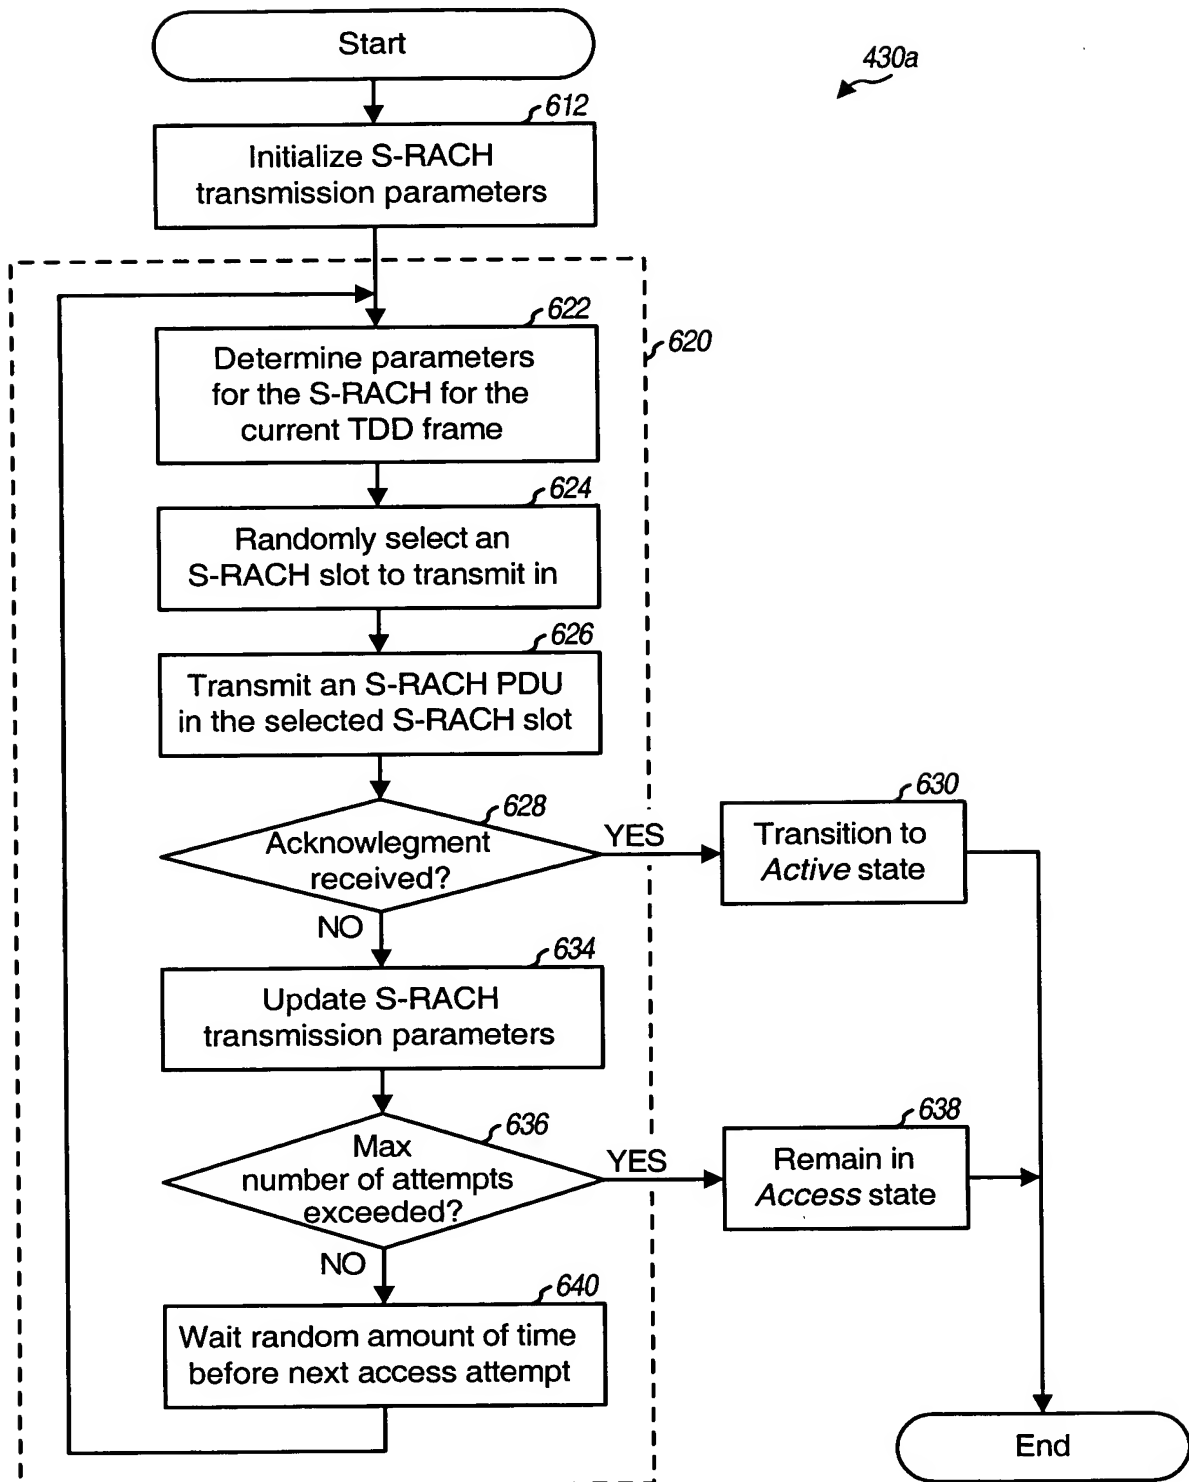 Start
430a
612
Initialize S-RACH
transmission parameters
622
620
Determine parameters
for the S-RACH for the
current TDD frame
624
Randomly select an
S-RACH slot to transmit in
626
Transmit an S-RACH PDU
in the selected S-RACH slot
628
630
Acknowlegment
received?
YES
Transition to
Active state
NO
634
Update S-RACH
transmission parameters
636
638
Max
number of attempts
exceeded?
YES
Remain in
Access state
NO
640
Wait random amount of time
before next access attempt
End